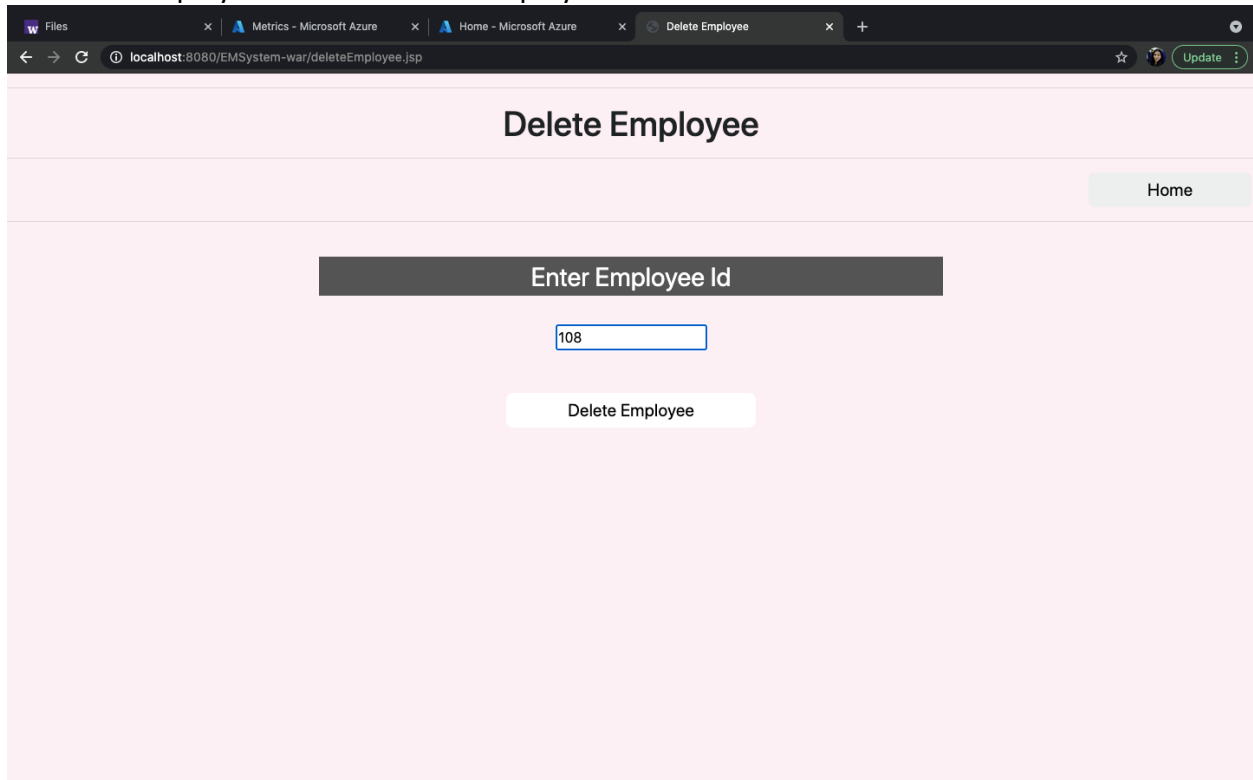 Files
Metrics - Microsoft Azure
Home - Microsoft Azure
Delete Employee
localhost:8080/EMSystem-war/deleteEmployee.jsp
Update
Delete Employee
Home
Enter Employee Id
108
Delete Employee